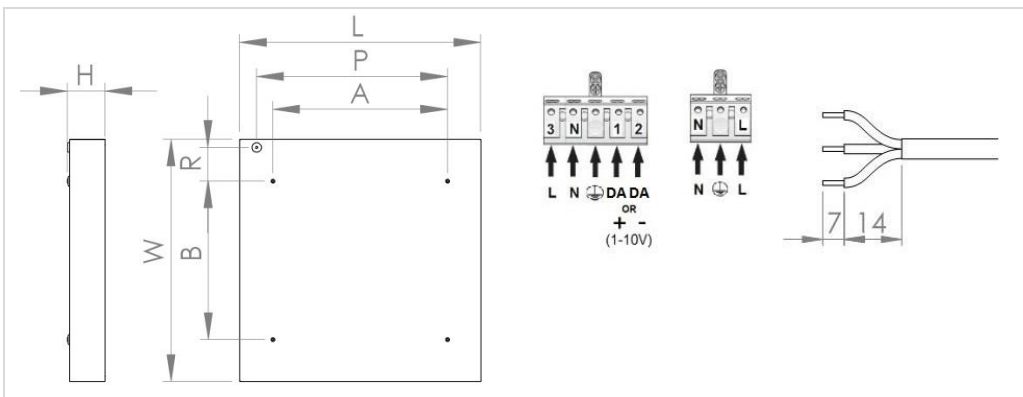 L
P
H
A
R
W
B
3 N 1 2
L N DA DA
OR
+ -
(1-10V)
N L
N L
7 14